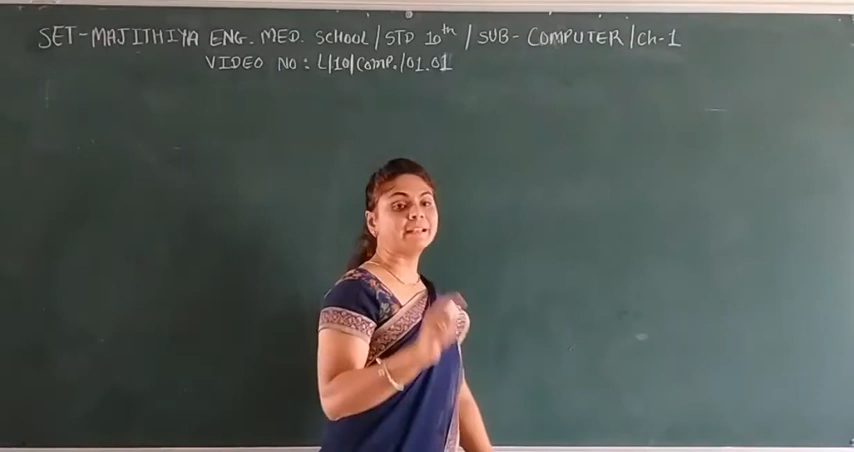 SET-MAJITHIYA ENG. MED. SCHOOL/STD 10th/SUB-COMPUTER/Ch-1
VIDEO NO: L/10/COMP./01.01